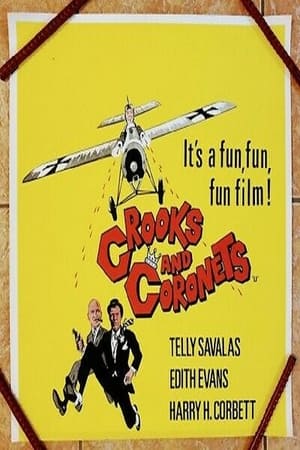 It's a fun, fun,
fun film!
CROOKS
AND
CORONETS
TELLY SAVALAS
EDITH EVANS
HARRY H. CORBETT